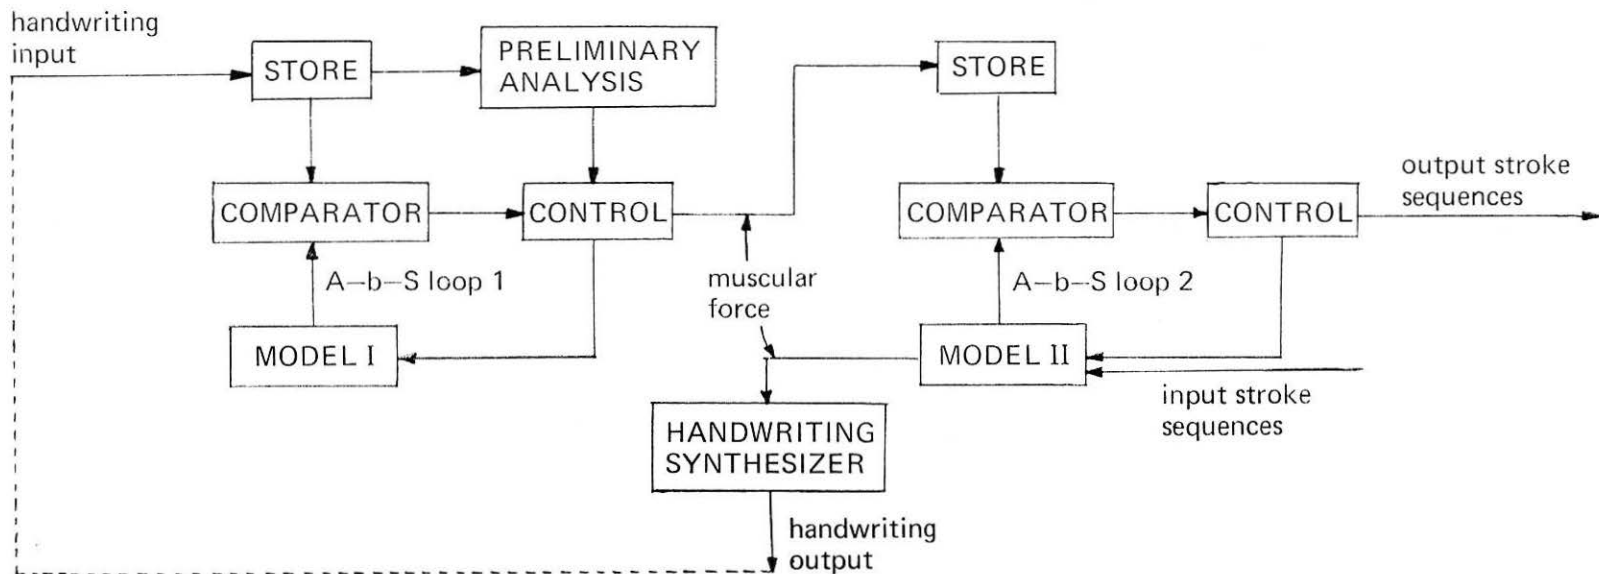 handwriting
input
STORE
PRELIMINARY
ANALYSIS
STORE
COMPARATOR
CONTROL
COMPARATOR
CONTROL
output stroke
sequences
A–b–S loop 1
muscular
force
A–b–S loop 2
MODEL I
MODEL II
input stroke
sequences
HANDWRITING
SYNTHESIZER
handwriting
output